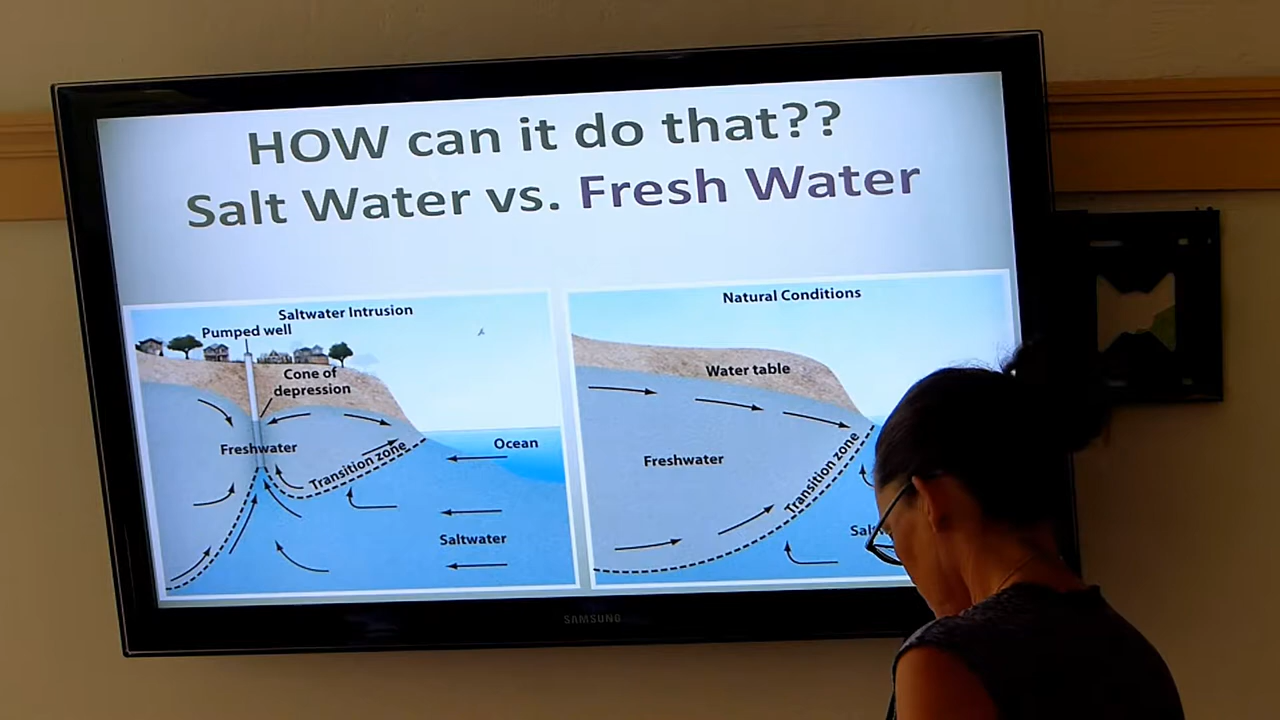 HOW can it do that??
Salt Water vs. Fresh Water
Saltwater Intrusion
Pumped well
Cone of
depression
Freshwater
Transition zone
Ocean
Saltwater
Natural Conditions
Water table
Freshwater
Transition zone
SAMSUNG